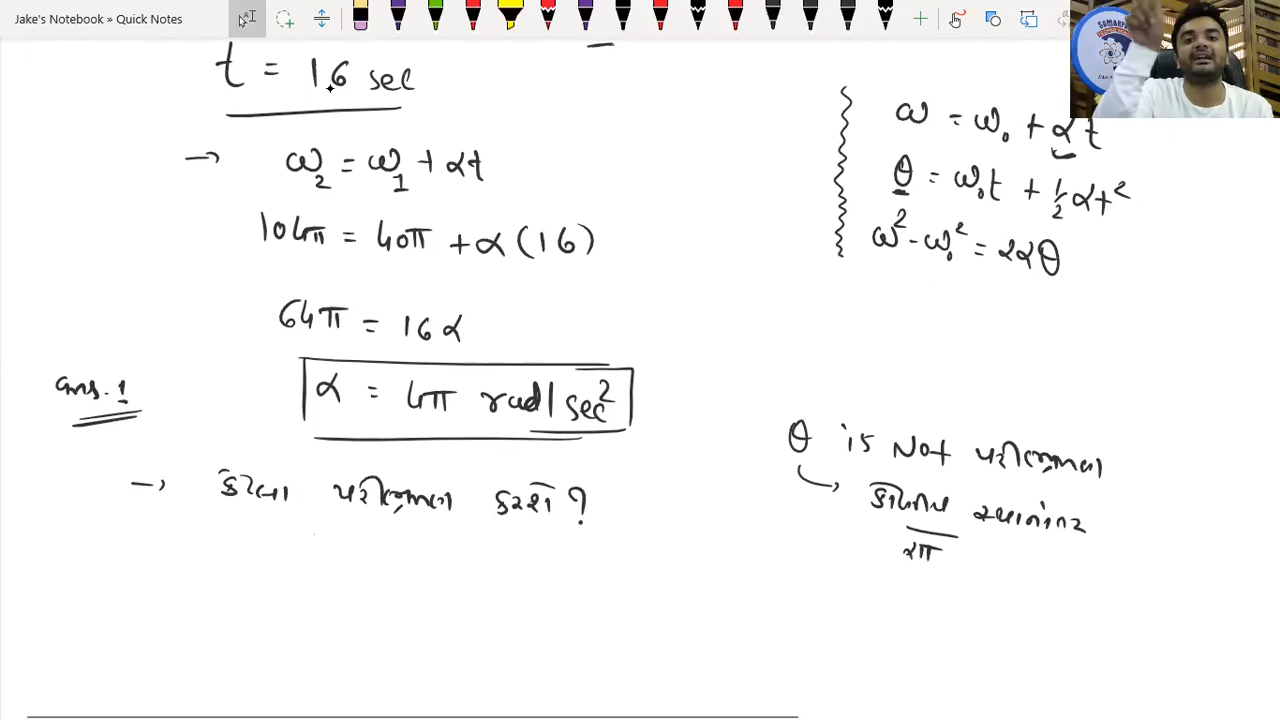 Jake's Notebook » Quick Notes
t = 16 sec
→ ω₂ = ω₁ + αt
104π = 40π + α(16)
64π = 16α
Ans. 1
α = 4π rad/sec²
→ કેટલા પરીભ્રમણ કરશે ?
ω = ω₀ + αt
θ = ω₀t + ½αt²
ω² - ω₀² = 2αθ
θ is Not પરીભ્રમણ
કોણીય સ્થાનાંતર
2π